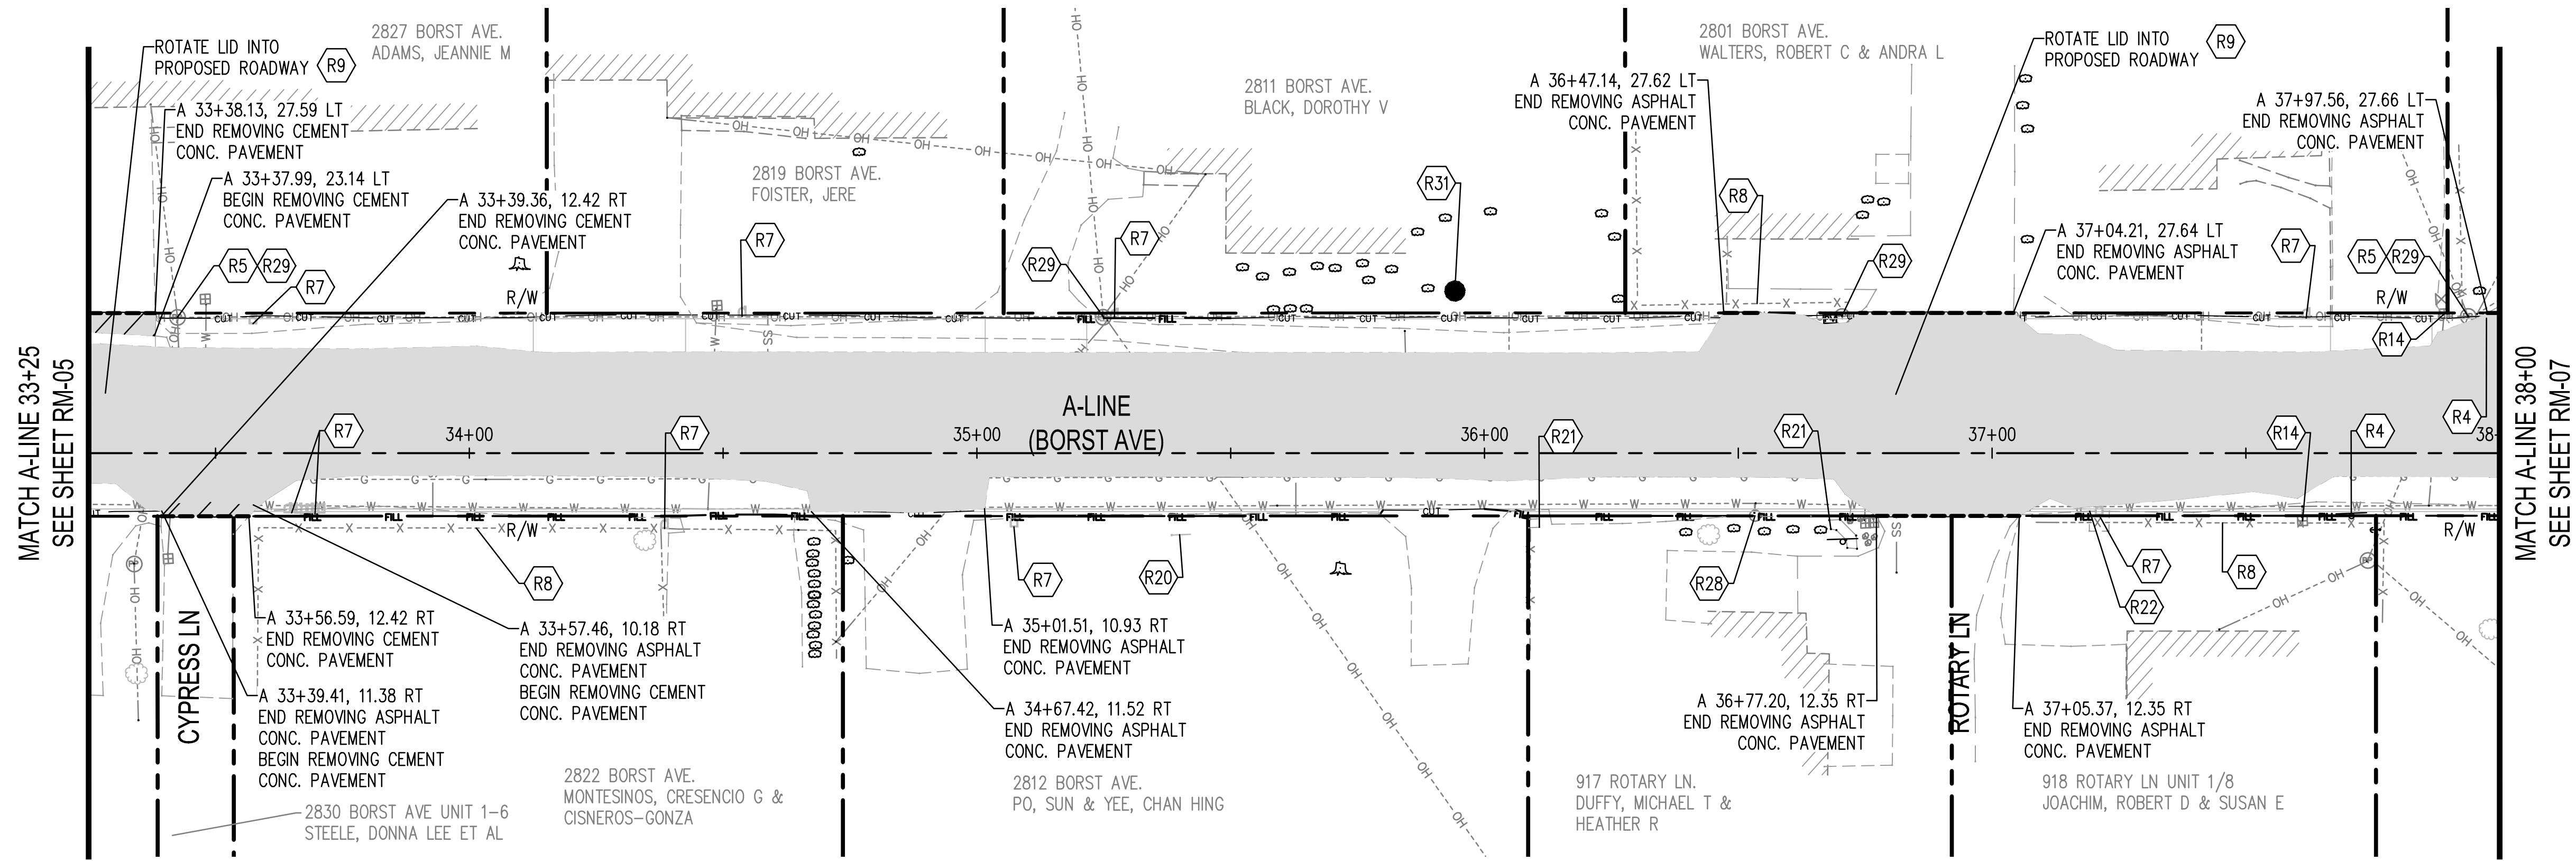 MATCH A-LINE 33+25
SEE SHEET RM-05
ROTATE LID INTO
PROPOSED ROADWAY
R9
2827 BORST AVE.
ADAMS, JEANNIE M
A 33+38.13, 27.59 LT
END REMOVING CEMENT
CONC. PAVEMENT
A 33+37.99, 23.14 LT
BEGIN REMOVING CEMENT
CONC. PAVEMENT
A 33+39.36, 12.42 RT
END REMOVING CEMENT
CONC. PAVEMENT
R5
R29
R7
R/W
2819 BORST AVE.
FOISTER, JERE
R7
R29
R7
2811 BORST AVE.
BLACK, DOROTHY V
R31
A 36+47.14, 27.62 LT
END REMOVING ASPHALT
CONC. PAVEMENT
2801 BORST AVE.
WALTERS, ROBERT C & ANDRA L
R8
R29
ROTATE LID INTO
PROPOSED ROADWAY
R9
A 37+97.56, 27.66 LT
END REMOVING ASPHALT
CONC. PAVEMENT
A 37+04.21, 27.64 LT
END REMOVING ASPHALT
CONC. PAVEMENT
R7
R5
R29
R/W
R14
A-LINE
(BORST AVE)
R7
34+00
R7
35+00
36+00
R21
R21
37+00
R14
R4
R4
38+
R/W
R8
R7
R20
R28
R7
R22
R8
R/W
CYPRESS LN
A 33+56.59, 12.42 RT
END REMOVING CEMENT
CONC. PAVEMENT
A 33+39.41, 11.38 RT
END REMOVING ASPHALT
CONC. PAVEMENT
BEGIN REMOVING CEMENT
CONC. PAVEMENT
A 33+57.46, 10.18 RT
END REMOVING ASPHALT
CONC. PAVEMENT
BEGIN REMOVING CEMENT
CONC. PAVEMENT
A 35+01.51, 10.93 RT
END REMOVING ASPHALT
CONC. PAVEMENT
A 34+67.42, 11.52 RT
END REMOVING ASPHALT
CONC. PAVEMENT
A 36+77.20, 12.35 RT
END REMOVING ASPHALT
CONC. PAVEMENT
ROTARY LN
A 37+05.37, 12.35 RT
END REMOVING ASPHALT
CONC. PAVEMENT
2830 BORST AVE UNIT 1-6
STEELE, DONNA LEE ET AL
2822 BORST AVE.
MONTESINOS, CRESENCIO G &
CISNEROS-GONZA
2812 BORST AVE.
PO, SUN & YEE, CHAN HING
917 ROTARY LN.
DUFFY, MICHAEL T &
HEATHER R
918 ROTARY LN UNIT 1/8
JOACHIM, ROBERT D & SUSAN E
MATCH A-LINE 38+00
SEE SHEET RM-07